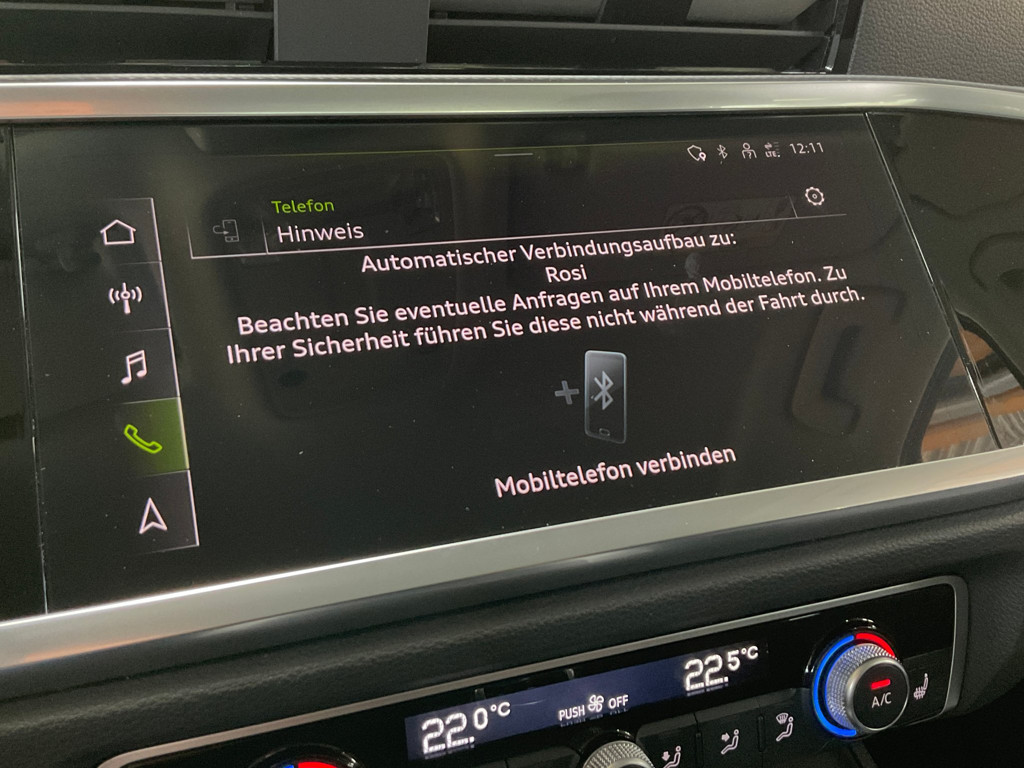 LTE 12:11
Telefon
Hinweis
Automatischer Verbindungsaufbau zu:
Rosi
Beachten Sie eventuelle Anfragen auf Ihrem Mobiltelefon. Zu
Ihrer Sicherheit führen Sie diese nicht während der Fahrt durch.
Mobiltelefon verbinden
22.0°C
PUSH OFF
22.5°C
A/C